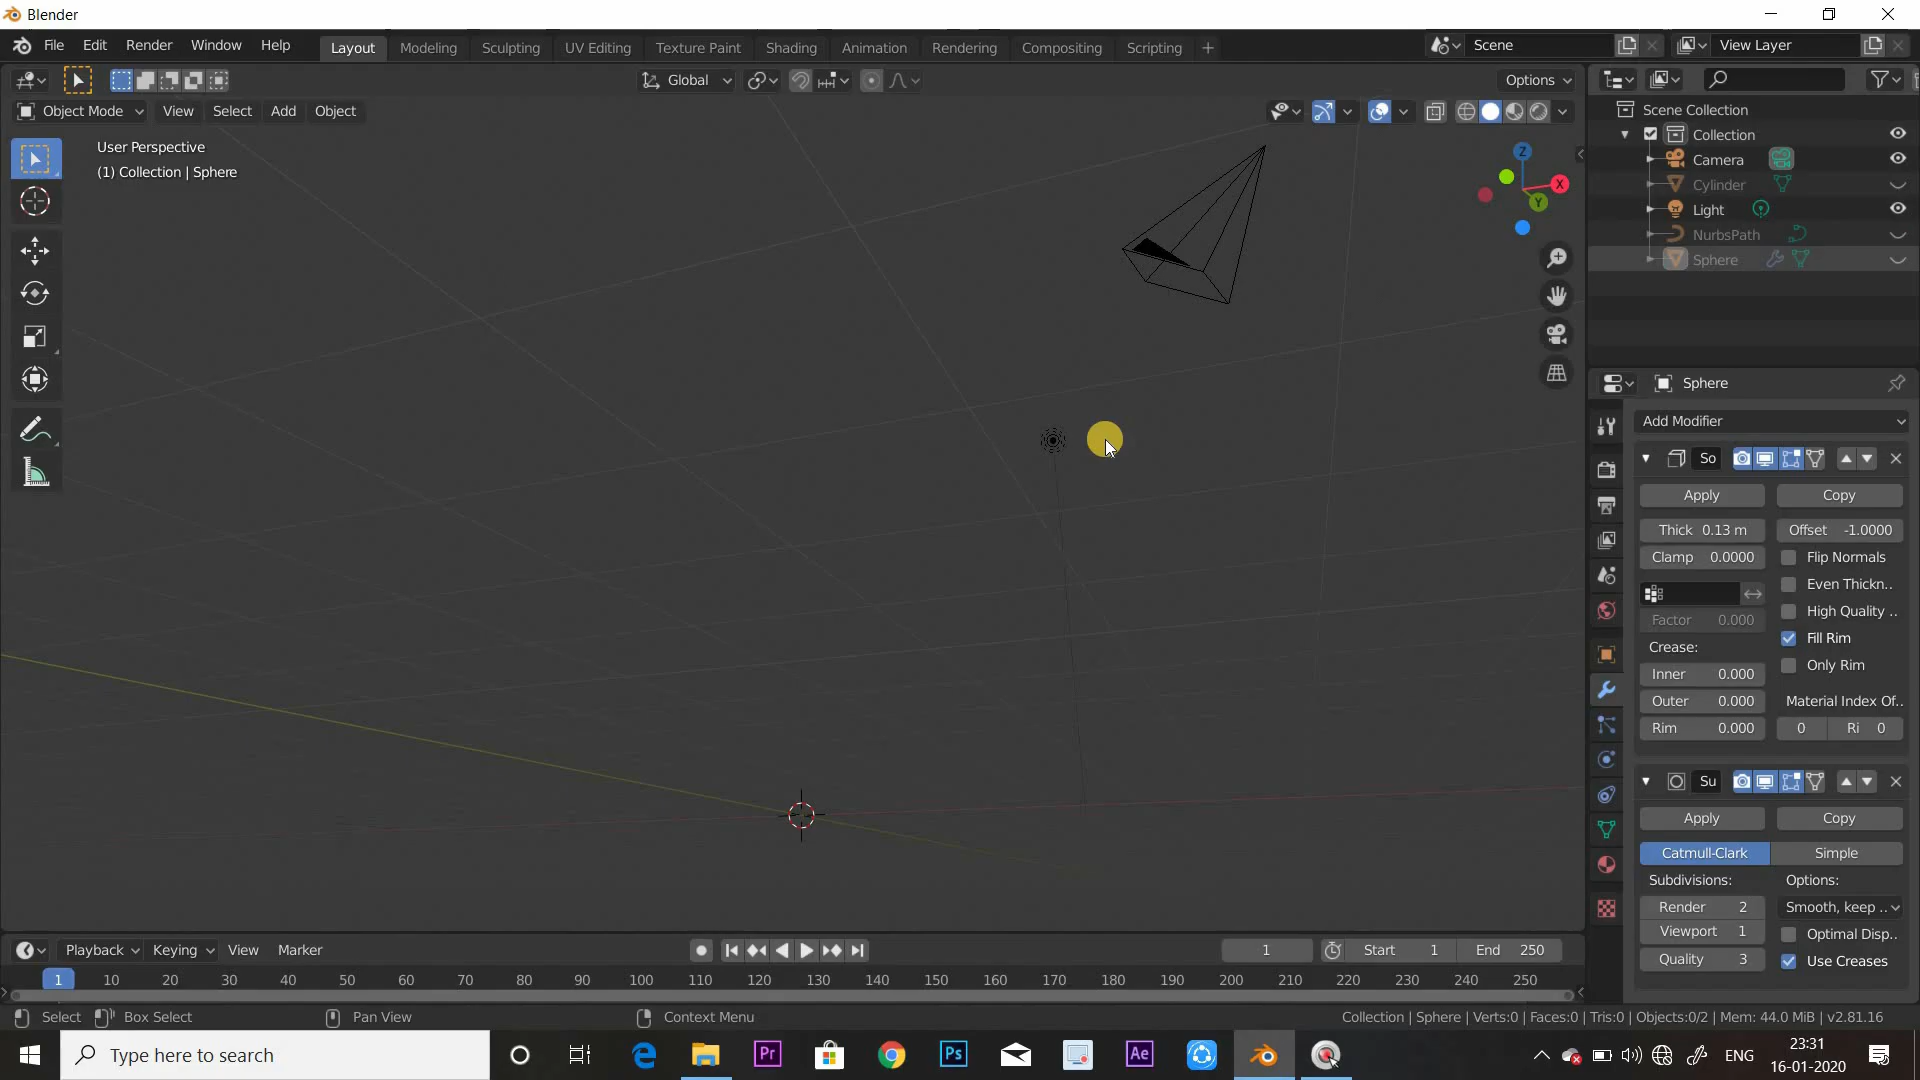 Blender
File Edit Render Window Help Layout Modeling Sculpting UV Editing Texture Paint Shading Animation Rendering Compositing Scripting + Scene View Layer
Global Options
Object Mode View Select Add Object
User Perspective
(1) Collection | Sphere
Z
X
Y
Scene Collection
Collection
Camera
Cylinder
Light
NurbsPath
Sphere
Sphere
Add Modifier
So
Apply Copy
Thick 0.13 m Offset -1.0000
Clamp 0.0000 Flip Normals
Even Thickn..
High Quality ..
Factor 0.000
Fill Rim
Crease:
Only Rim
Inner 0.000
Outer 0.000 Material Index Of..
Rim 0.000 0 Ri 0
Su
Apply Copy
Catmull-Clark Simple
Subdivisions: Options:
Render 2 Smooth, keep ..
Viewport 1 Optimal Disp..
Quality 3 Use Creases
Playback Keying View Marker 1 Start 1 End 250
1 10 20 30 40 50 60 70 80 90 100 110 120 130 140 150 160 170 180 190 200 210 220 230 240 250
Select Box Select Pan View Context Menu Collection | Sphere | Verts:0 | Faces:0 | Tris:0 | Objects:0/2 | Mem: 44.0 MiB | v2.81.16
Type here to search Pr Ps Ae ENG 23:31
16-01-2020